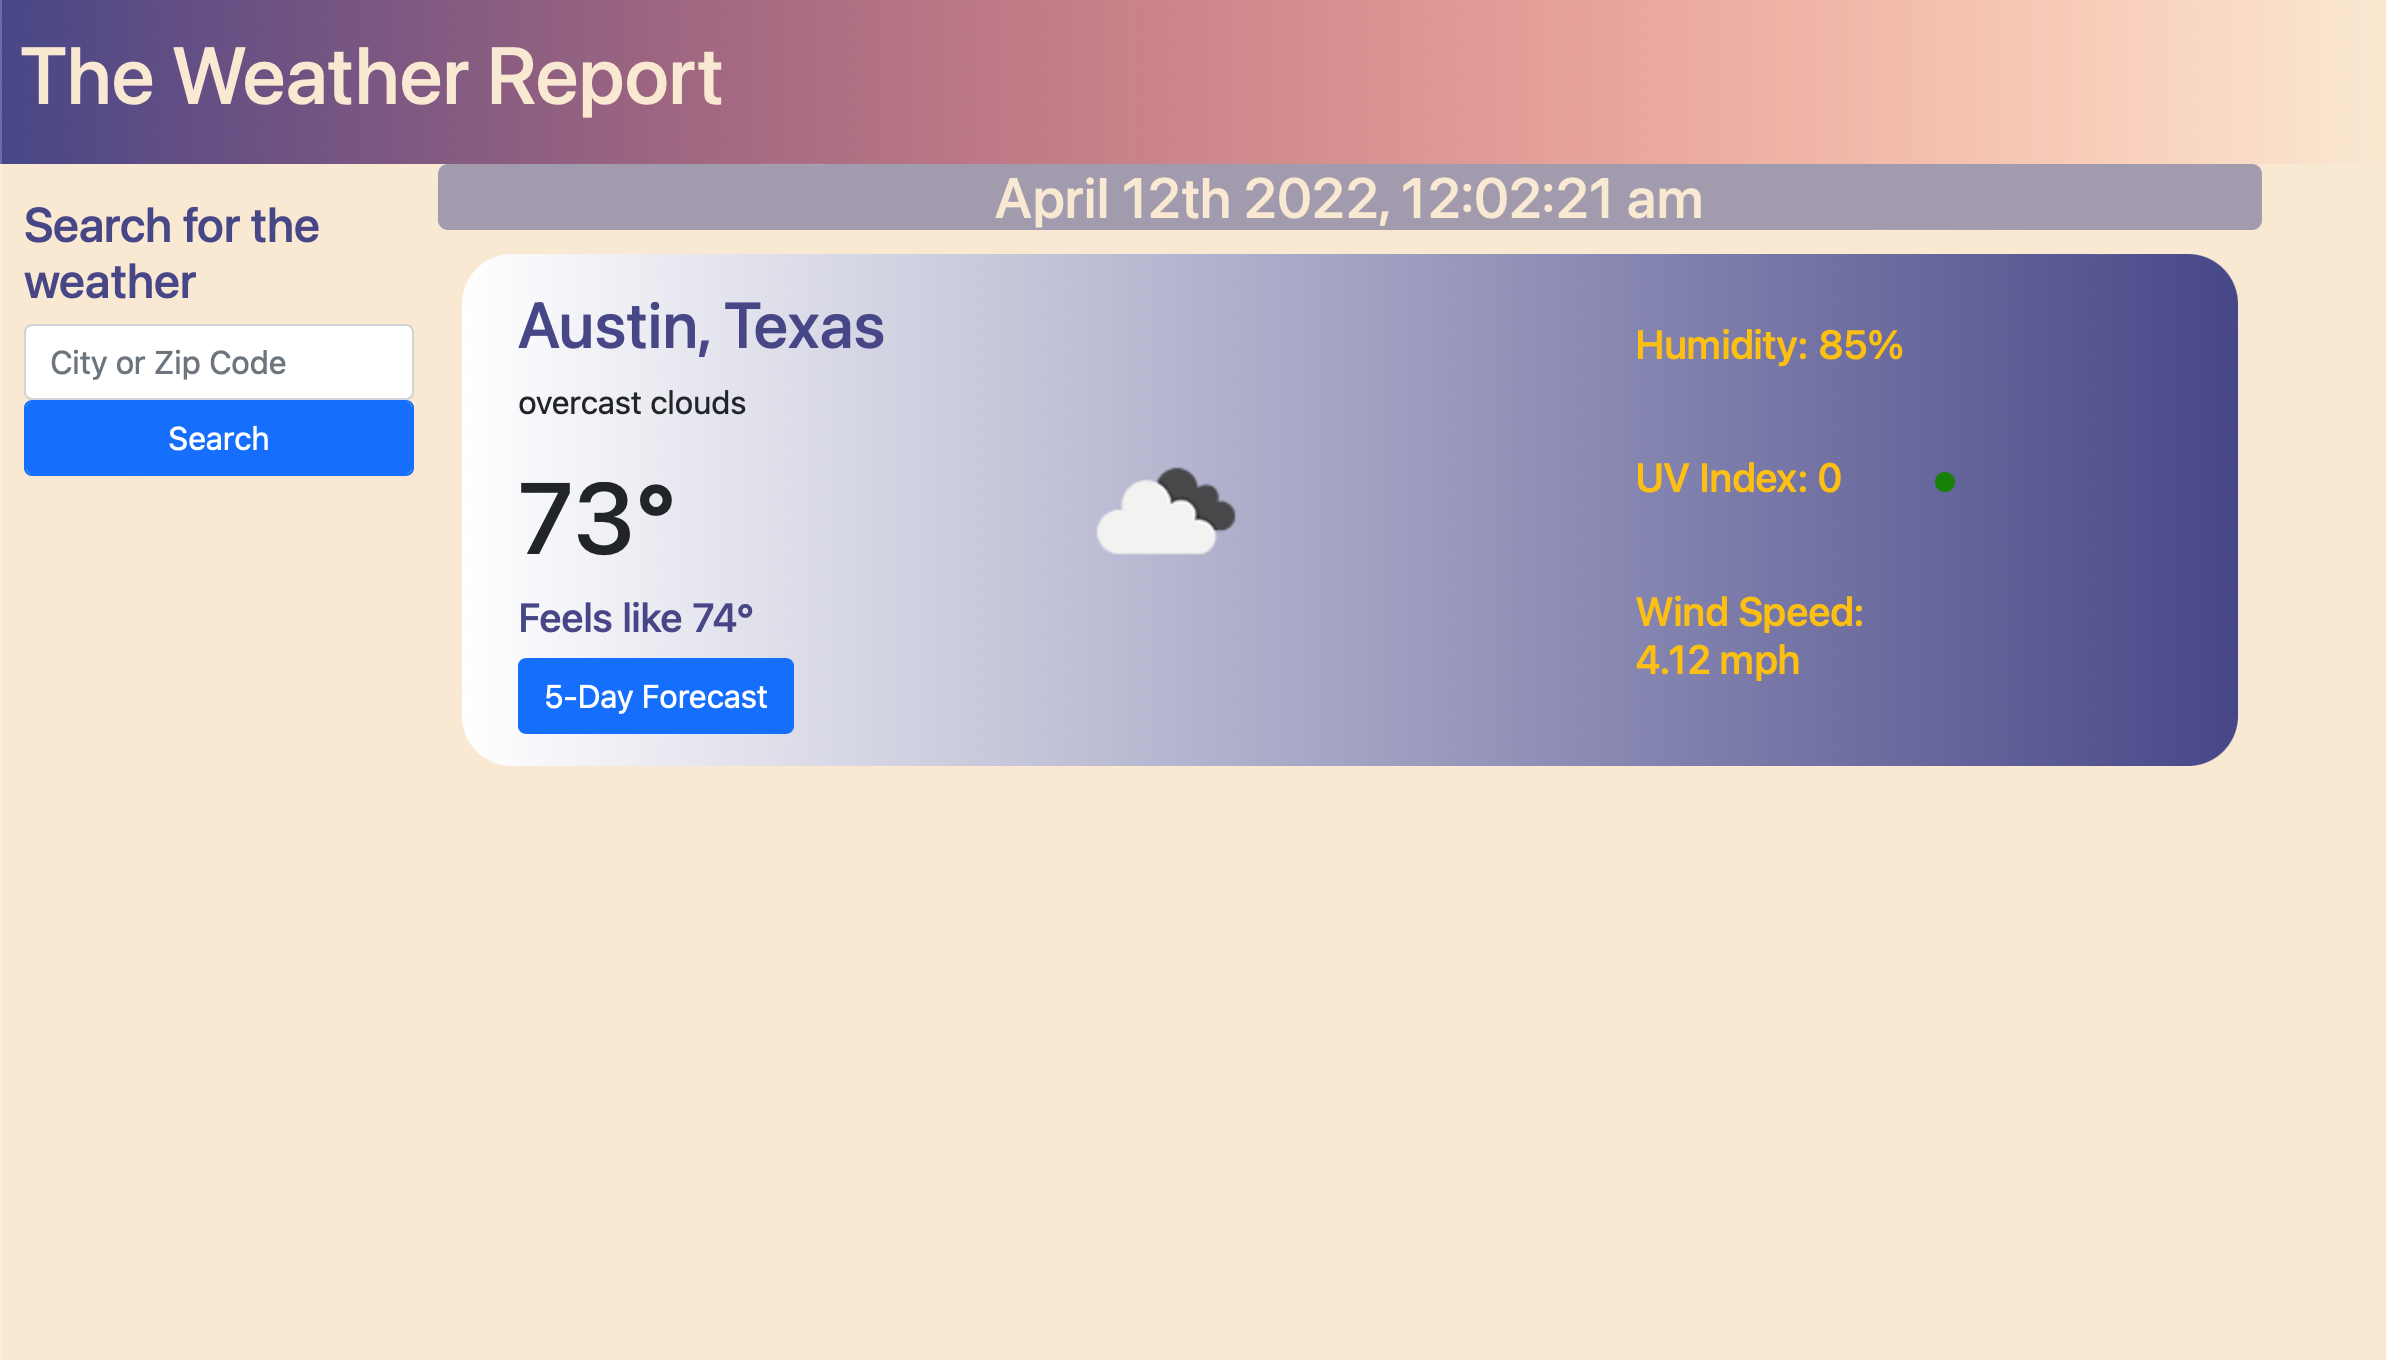 The Weather Report
April 12th 2022, 12:02:21 am
Search for the
weather
City or Zip Code
Search
Austin, Texas
overcast clouds
73°
Feels like 74°
5-Day Forecast
Humidity: 85%
UV Index: 0
Wind Speed:
4.12 mph